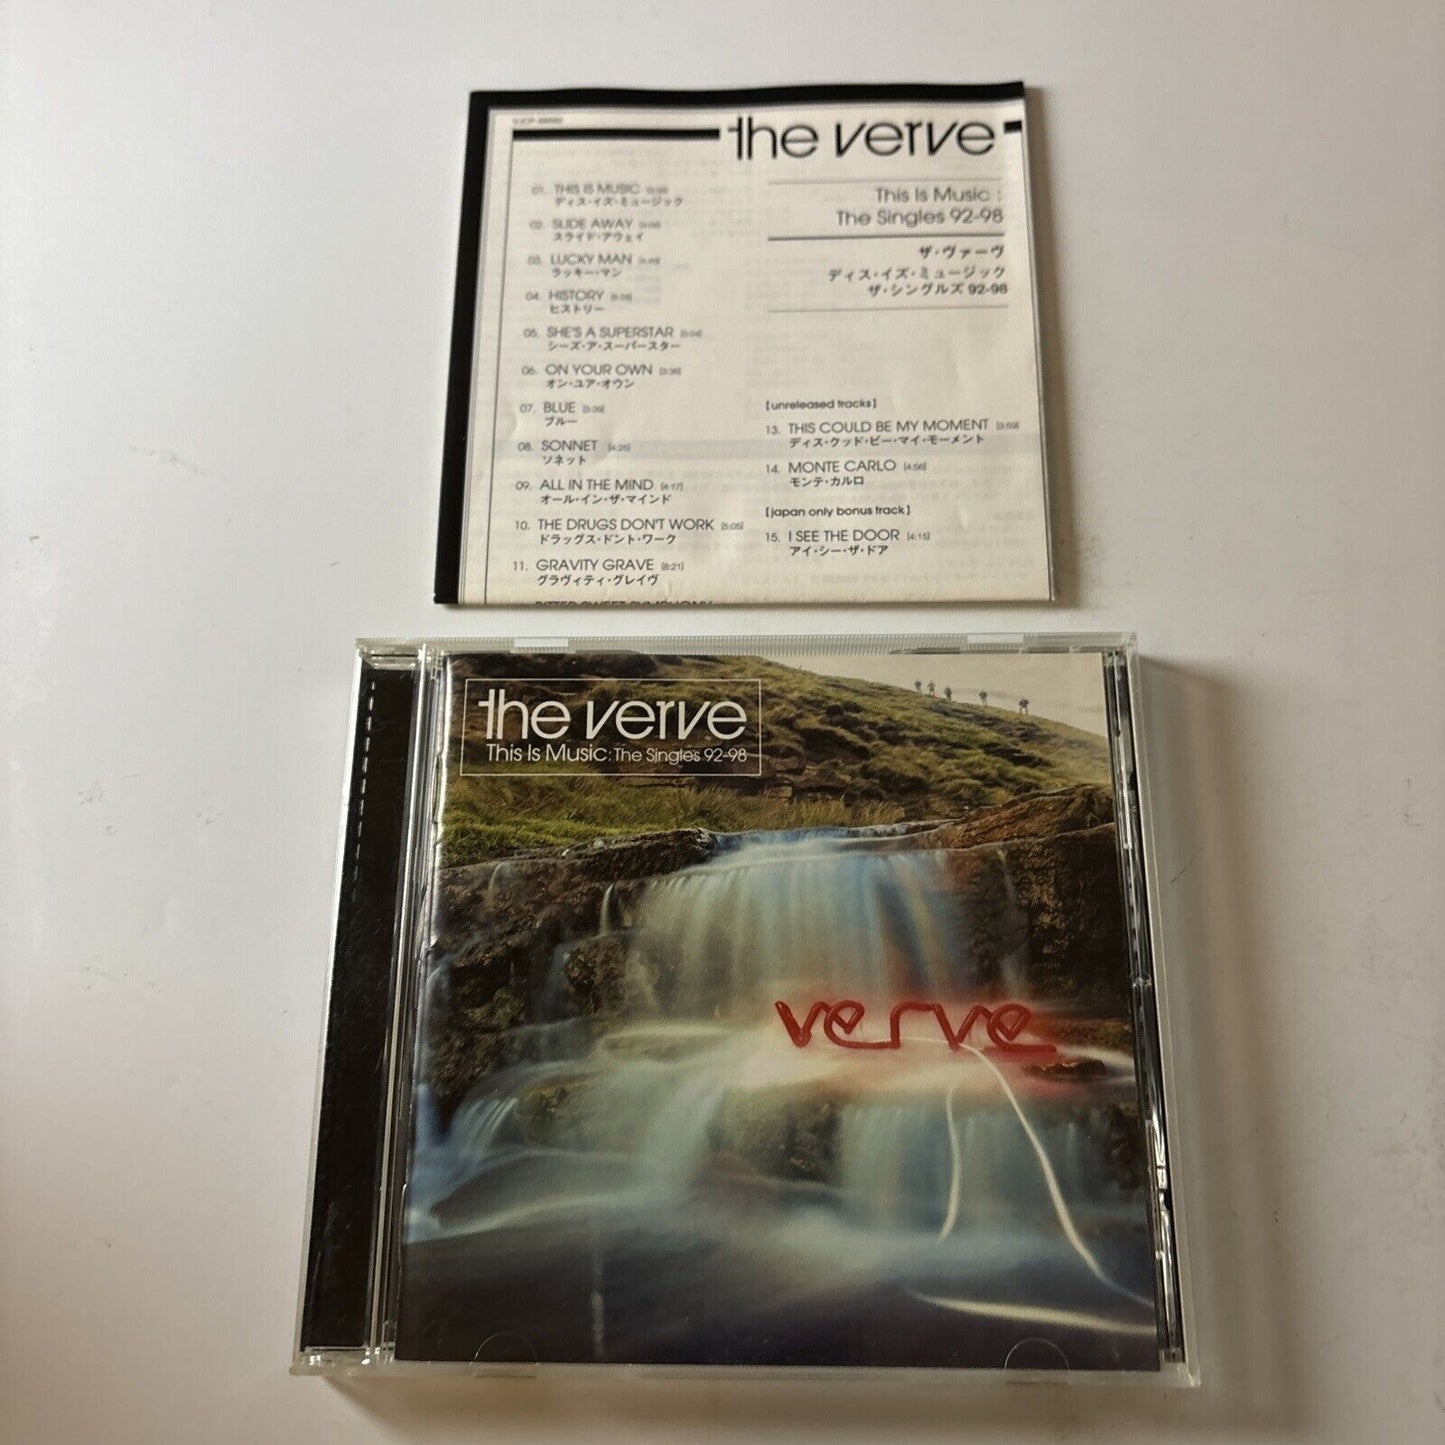 the verve
This Is Music :
The Singles 92-98
ザ・ヴァーヴ
ディス・イズ・ミュージック
ザ・シングルズ 92-98
01. THIS IS MUSIC
ディス・イズ・ミュージック
02. SLIDE AWAY
スライド・アウェイ
03. LUCKY MAN
ラッキー・マン
04. HISTORY
ヒストリー
05. SHE'S A SUPERSTAR [5:04]
シーズ・ア・スーパースター
06. ON YOUR OWN
オン・ユア・オウン
07. BLUE [3:39]
ブルー
08. SONNET [4:25]
ソネット
09. ALL IN THE MIND [4:17]
オール・イン・ザ・マインド
10. THE DRUGS DON'T WORK [5:05]
ドラッグス・ドント・ワーク
11. GRAVITY GRAVE [8:21]
グラヴィティ・グレイヴ
BITTER SWEET SYMPHONY
[unreleased tracks]
13. THIS COULD BE MY MOMENT [3:59]
ディス・クッド・ビー・マイ・モーメント
14. MONTE CARLO [4:56]
モンテ・カルロ
[japan only bonus track]
15. I SEE THE DOOR [4:15]
アイ・シー・ザ・ドア
the verve
This Is Music: The Singles 92-98
verve